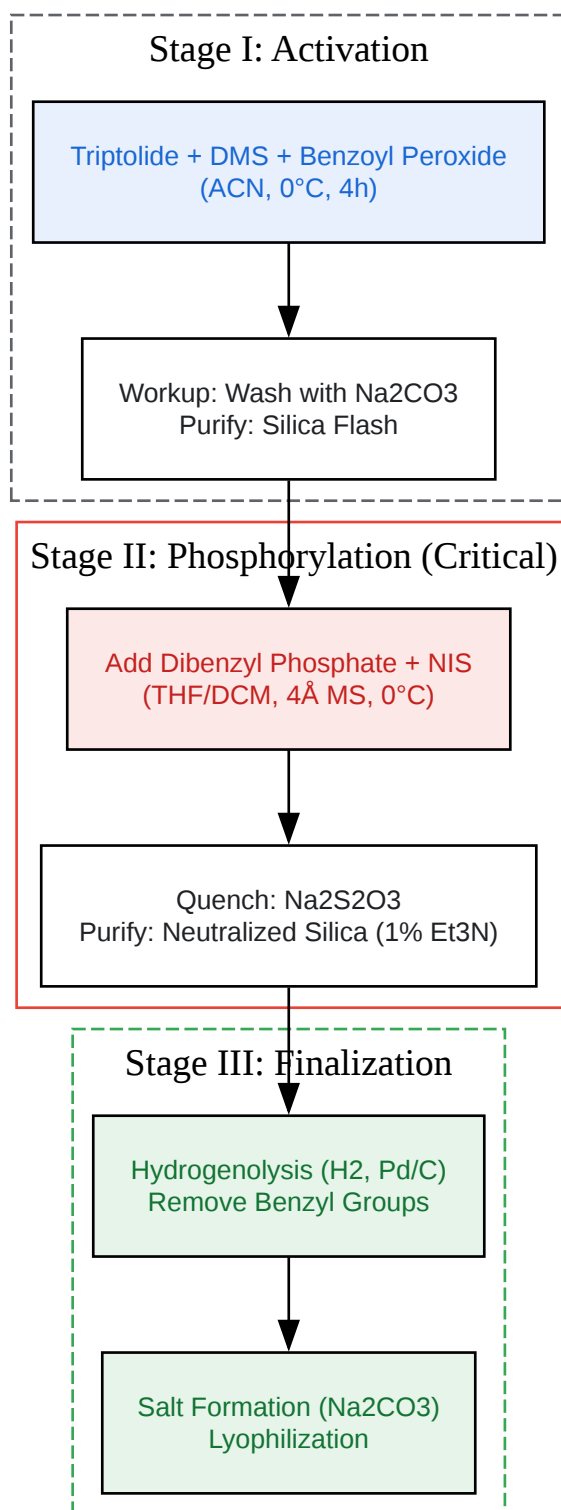 Stage I: Activation
Triptolide + DMS + Benzoyl Peroxide
(ACN, 0°C, 4h)
Workup: Wash with Na2CO3
Purify: Silica Flash
Stage II: Phosphorylation (Critical)
Add Dibenzyl Phosphate + NIS
(THF/DCM, 4Å MS, 0°C)
Quench: Na2S2O3
Purify: Neutralized Silica (1% Et3N)
Stage III: Finalization
Hydrogenolysis (H2, Pd/C)
Remove Benzyl Groups
Salt Formation (Na2CO3)
Lyophilization